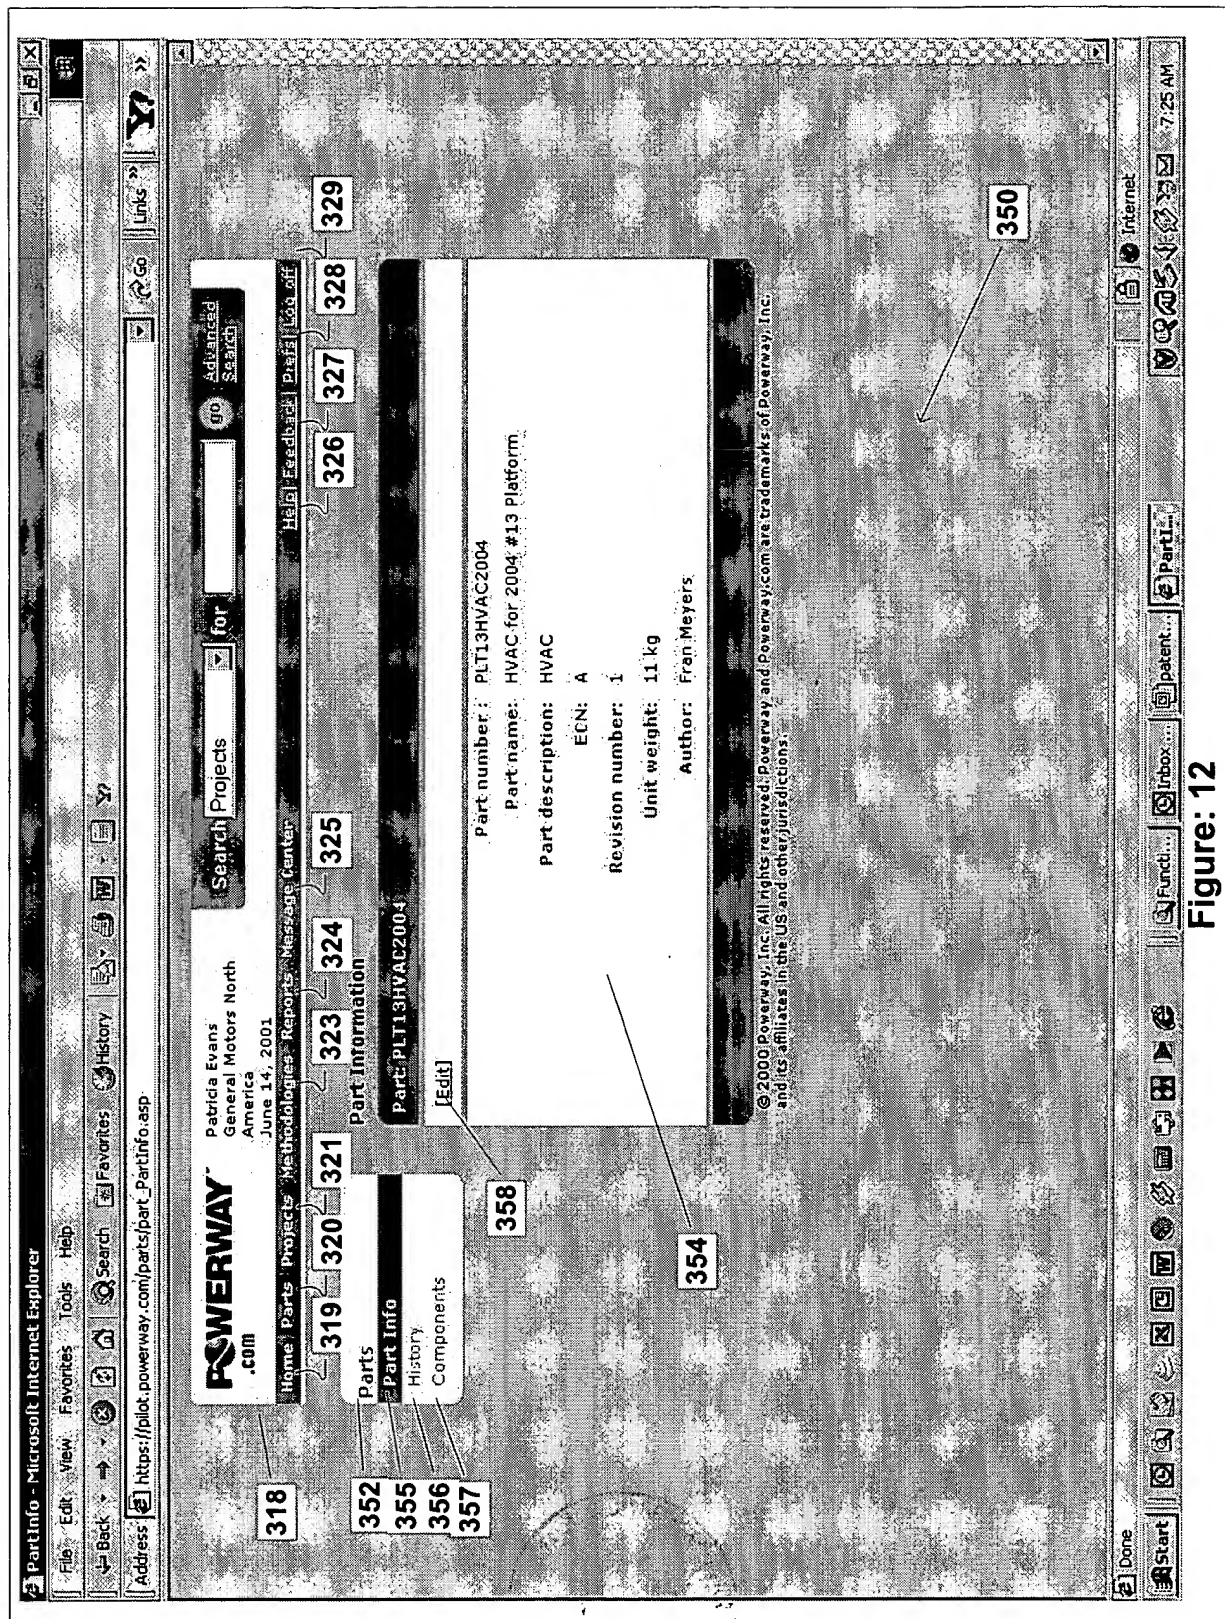 PartInfo - Microsoft Internet Explorer
File Edit View Favorites Tools Help
Back Search Favorites History
Address https://pilot.powerway.com/parts/part_PartInfo.asp Go Links »
POWERWAY
.com
Patricia Evans
General Motors North
America
June 14, 2001
Search Projects for go Advanced
Search
Home Parts Projects Methodologies Reports Message Center Help Feedback Prefs Log off
318
319
320
321
323
324
325
326
327
328
329
Part Information
Parts
Part Info
History
Components
352
355
356
357
Part: PLT13HVAC2004
[Edit]
358
Part number: PLT13HVAC2004
Part name: HVAC for 2004 #13 Platform
Part description: HVAC
ECN: A
Revision number: 1
Unit weight: 11 kg
Author: Fran Meyers
354
© 2000 Powerway, Inc. All rights reserved. Powerway and Powerway.com are trademarks of Powerway, Inc.
and its affiliates in the US and other jurisdictions.
350
Done Internet
Start Functi... Inbox ... patent... PartI... 7:25 AM
Figure: 12